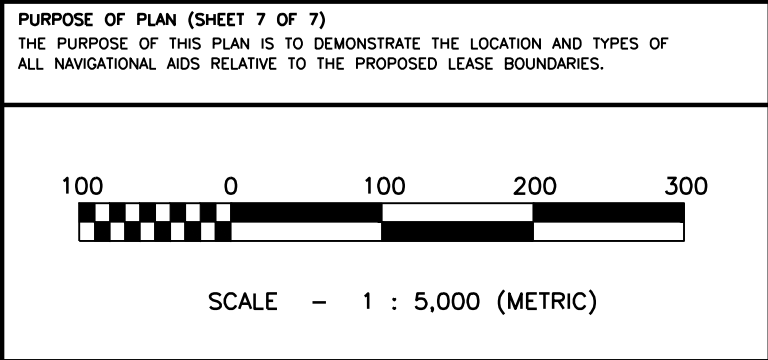 PURPOSE OF PLAN (SHEET 7 OF 7)
THE PURPOSE OF THIS PLAN IS TO DEMONSTRATE THE LOCATION AND TYPES OF
ALL NAVIGATIONAL AIDS RELATIVE TO THE PROPOSED LEASE BOUNDARIES.
100 0 100 200 300
SCALE - 1 : 5,000 (METRIC)